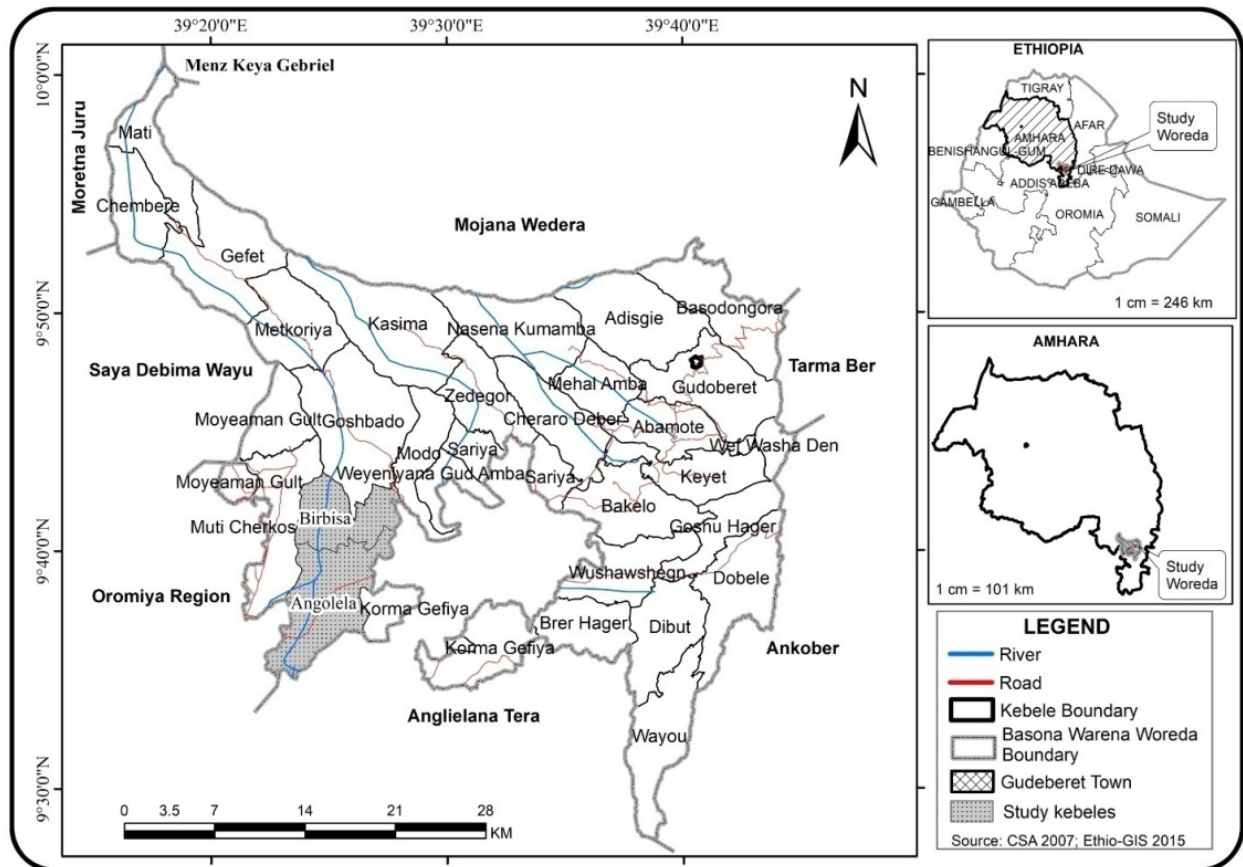 39°20'0"E
39°30'0"E
39°40'0"E
10°0'0"N
9°50'0"N
9°40'0"N
9°30'0"N
Menz Keya Gebriel
Moretna Juru
Mati
Chembere
Mojana Wedera
Gefet
Basodongora
Adisgie
Kasima
Nasena Kumamba
Metkoriya
Saya Debima Wayu
Tarma Ber
Mehal Amba
Gudoberet
Zedegor
Moyeaman Gult
Goshbado
Cheraro Deber
Abamote
Wef Washa Den
Modo
Sariya
Weyeniyana Gud Amba
Sariya
Keyet
Moyeaman Gult
Bakelo
Birbisa
Muti Cherkos
Goshu Hager
Wushawshegn
Dobele
Oromiya Region
Angolela
Korma Gefiya
Brer Hager
Dibut
Korma Gefiya
Ankober
Anglielana Tera
Wayou
N
0 3.5 7 14 21 28
KM
ETHIOPIA
TIGRAY
Study
Woreda
AFAR
AMHARA
BENISHANGUL-GUM
DIRE DAWA
ADDIS ABEBA
GAMBELLA
OROMIA
SOMALI
1 cm = 246 km
AMHARA
Study
Woreda
1 cm = 101 km
LEGEND
River
Road
Kebele Boundary
Basona Warena Woreda
Boundary
Gudeberet Town
Study kebeles
Source: CSA 2007; Ethio-GIS 2015